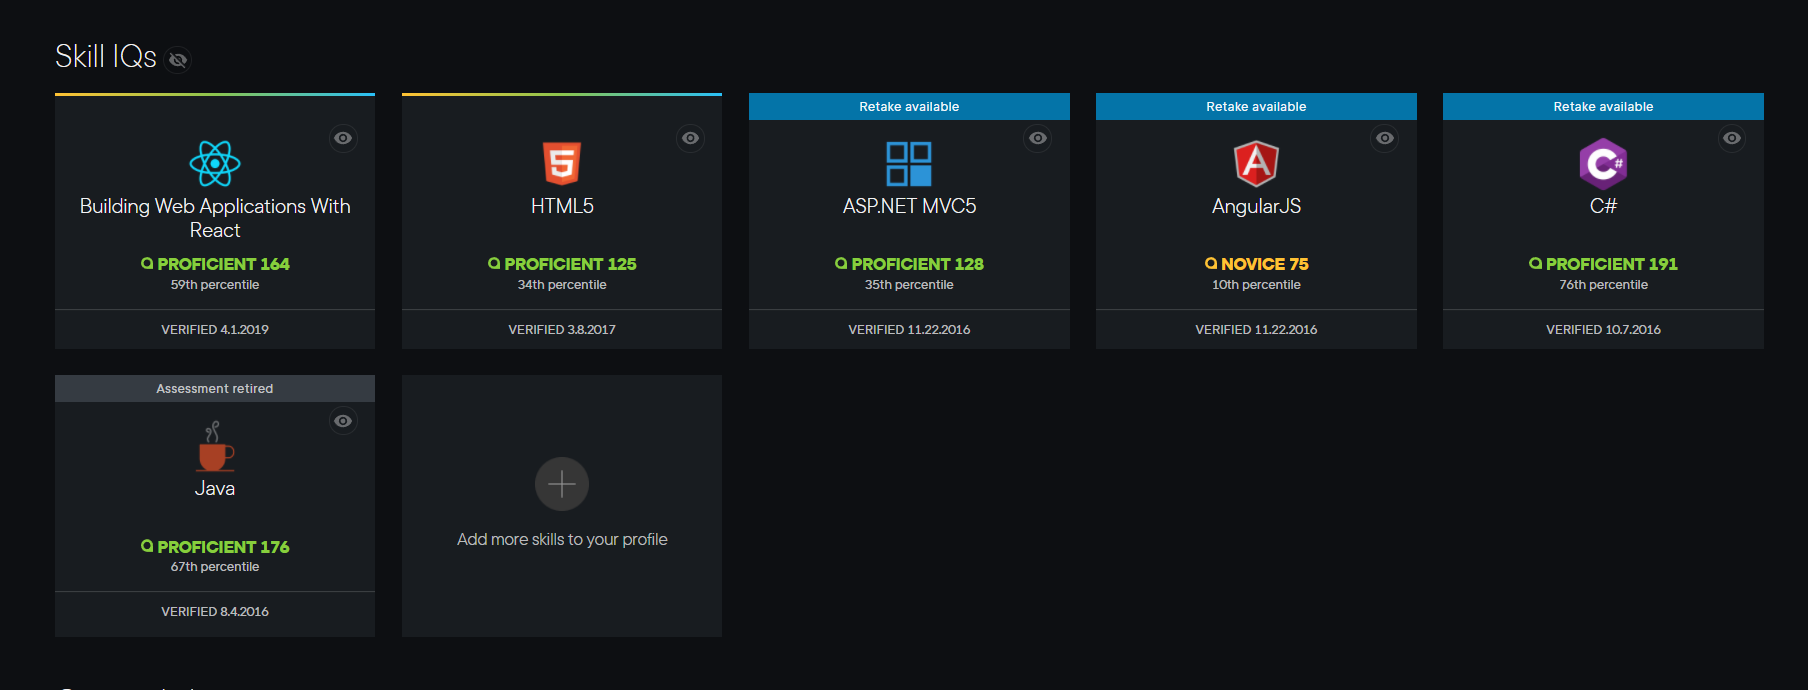 Skill IQs
Building Web Applications With
React
PROFICIENT 164
59th percentile
VERIFIED 4.1.2019
5
HTML5
PROFICIENT 125
34th percentile
VERIFIED 3.8.2017
Retake available
ASP.NET MVC5
PROFICIENT 128
35th percentile
VERIFIED 11.22.2016
Retake available
A
AngularJS
NOVICE 75
10th percentile
VERIFIED 11.22.2016
Retake available
C#
C#
PROFICIENT 191
76th percentile
VERIFIED 10.7.2016
Assessment retired
Java
PROFICIENT 176
67th percentile
VERIFIED 8.4.2016
Add more skills to your profile